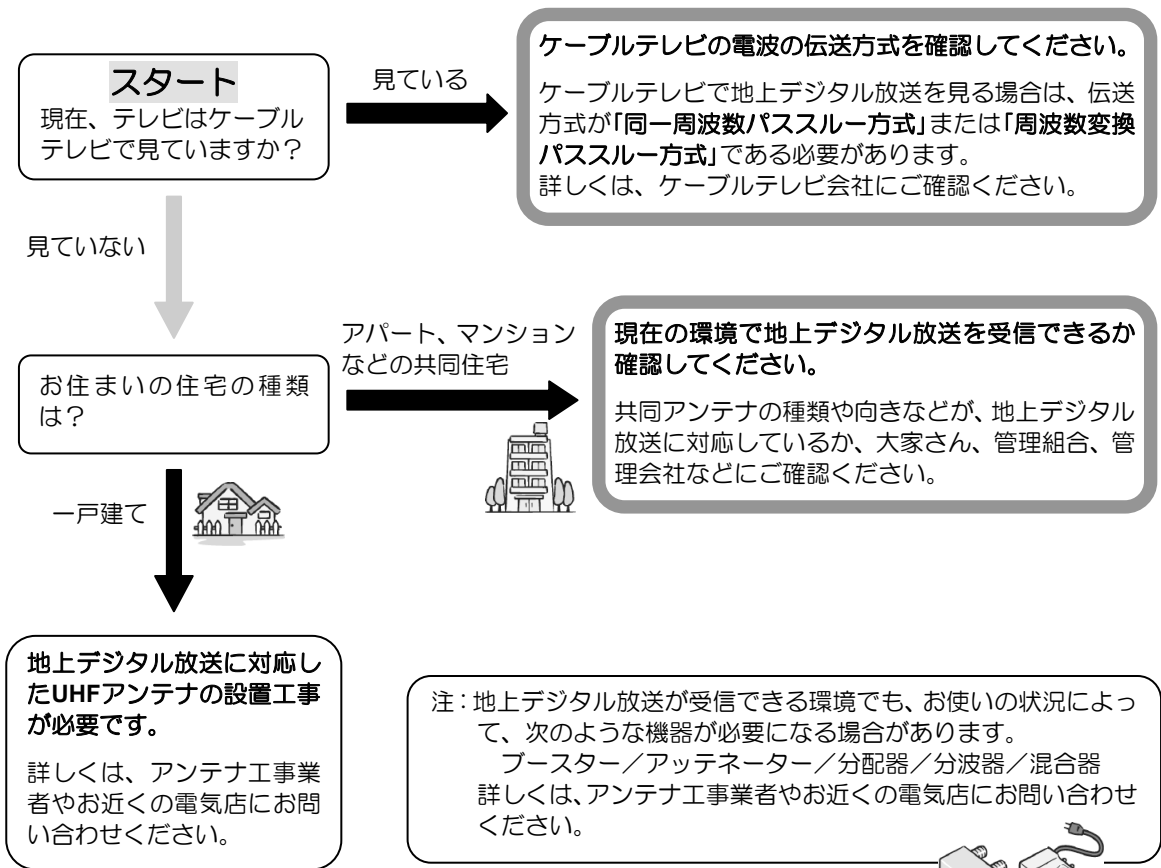 スタート
現在、テレビはケーブル
テレビで見ていますか？
見ている
ケーブルテレビの電波の伝送方式を確認してください。
ケーブルテレビで地上デジタル放送を見る場合は、伝送
方式が「同一周波数パススルー方式」または「周波数変換
パススルー方式」である必要があります。
詳しくは、ケーブルテレビ会社にご確認ください。
見ていない
お住まいの住宅の種類
は？
アパート、マンション
などの共同住宅
現在の環境で地上デジタル放送を受信できるか
確認してください。
共同アンテナの種類や向きなどが、地上デジタル
放送に対応しているか、大家さん、管理組合、管
理会社などにご確認ください。
一戸建て
地上デジタル放送に対応し
たUHFアンテナの設置工事
が必要です。
詳しくは、アンテナ工事業
者やお近くの電気店にお問
い合わせください。
注：地上デジタル放送が受信できる環境でも、お使いの状況によっ
て、次のような機器が必要になる場合があります。
ブースター／アッテネーター／分配器／分波器／混合器
詳しくは、アンテナ工事業者やお近くの電気店にお問い合わせ
ください。